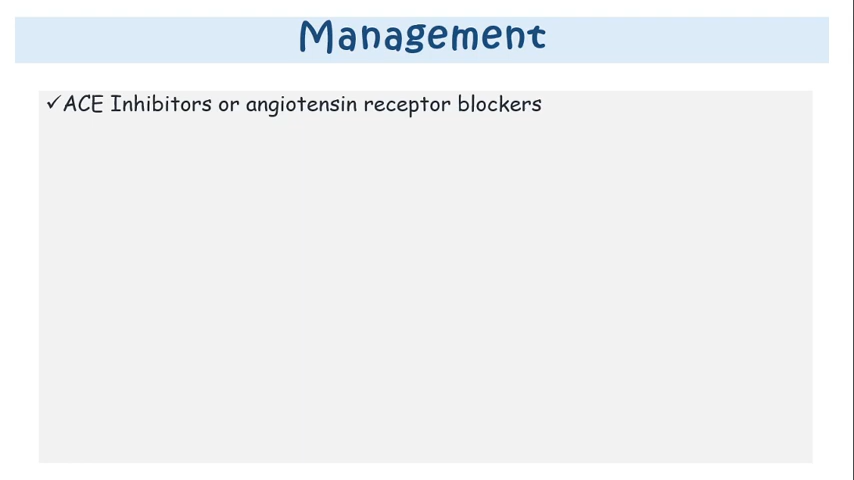 Management
✓ACE Inhibitors or angiotensin receptor blockers